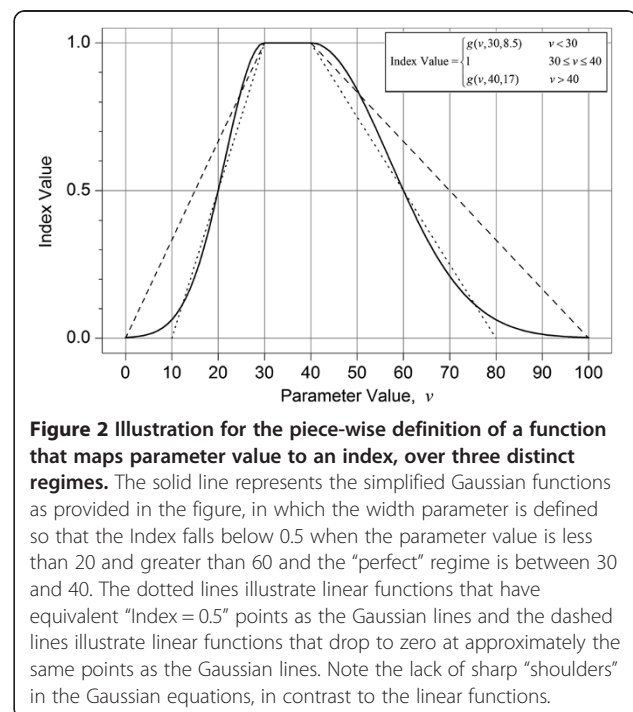 1.0
0.5
0.0
Index Value
Index Value = { g(v,30,8.5) v < 30
1 30 ≤ v ≤ 40
g(v,40,17) v > 40
0 10 20 30 40 50 60 70 80 90 100
Parameter Value, v
Figure 2 Illustration for the piece-wise definition of a function
that maps parameter value to an index, over three distinct
regimes. The solid line represents the simplified Gaussian functions
as provided in the figure, in which the width parameter is defined
so that the Index falls below 0.5 when the parameter value is less
than 20 and greater than 60 and the “perfect” regime is between 30
and 40. The dotted lines illustrate linear functions that have
equivalent “Index = 0.5” points as the Gaussian lines and the dashed
lines illustrate linear functions that drop to zero at approximately the
same points as the Gaussian lines. Note the lack of sharp “shoulders”
in the Gaussian equations, in contrast to the linear functions.